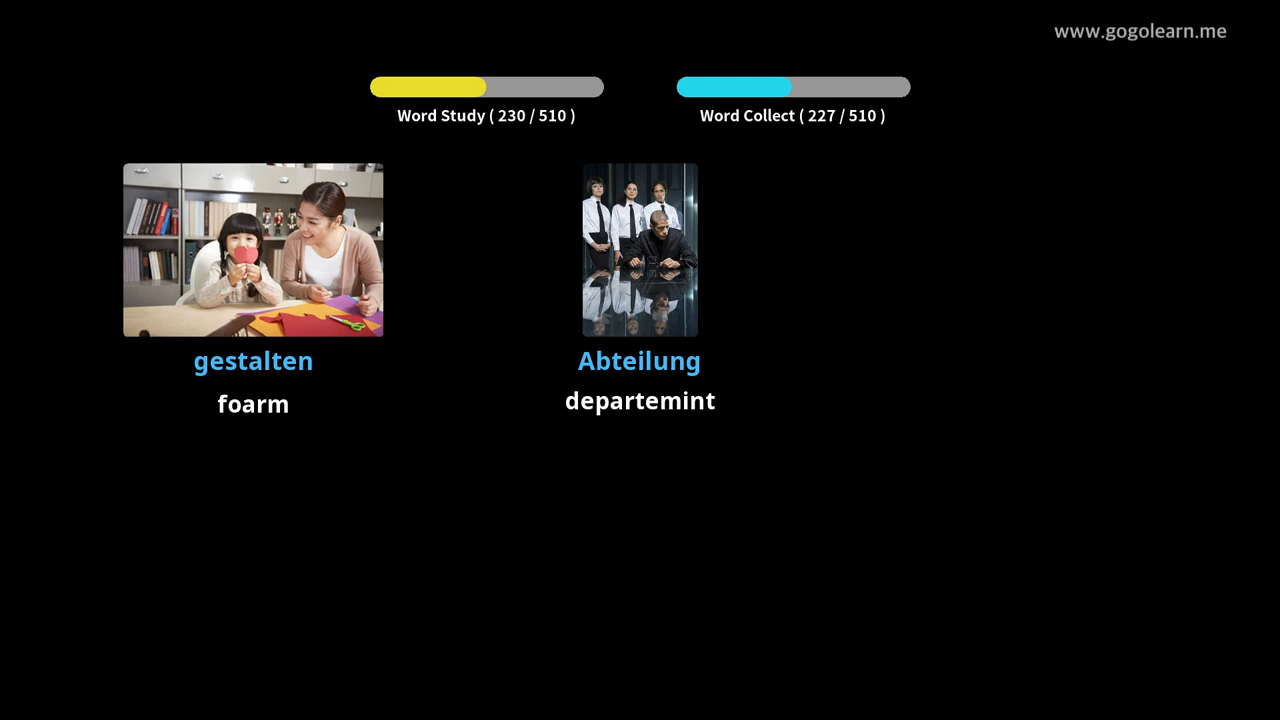 www.gogolearn.me
Word Study ( 230 / 510 )
Word Collect ( 227 / 510 )
gestalten
foarm
Abteilung
departemint